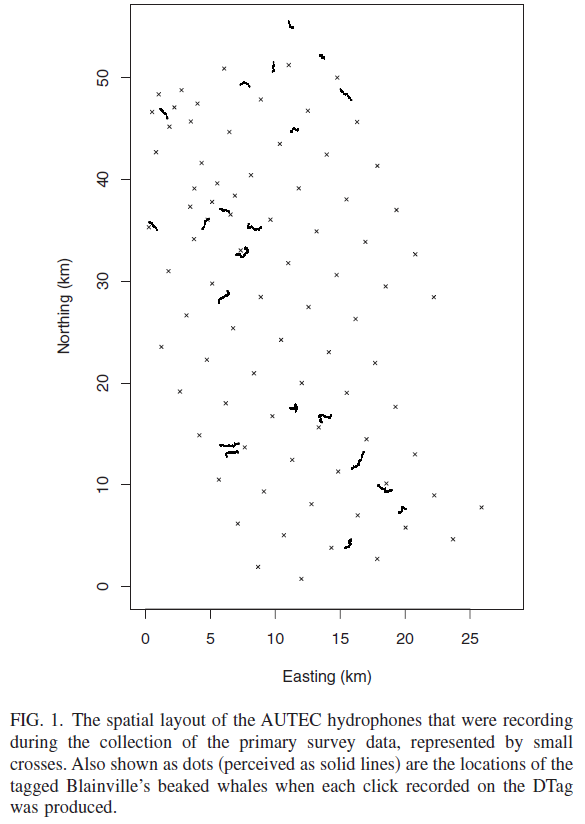 50
40
30
20
10
0
Northing (km)
0 5 10 15 20 25
Easting (km)
FIG. 1. The spatial layout of the AUTEC hydrophones that were recording
during the collection of the primary survey data, represented by small
crosses. Also shown as dots (perceived as solid lines) are the locations of the
tagged Blainville's beaked whales when each click recorded on the DTag
was produced.